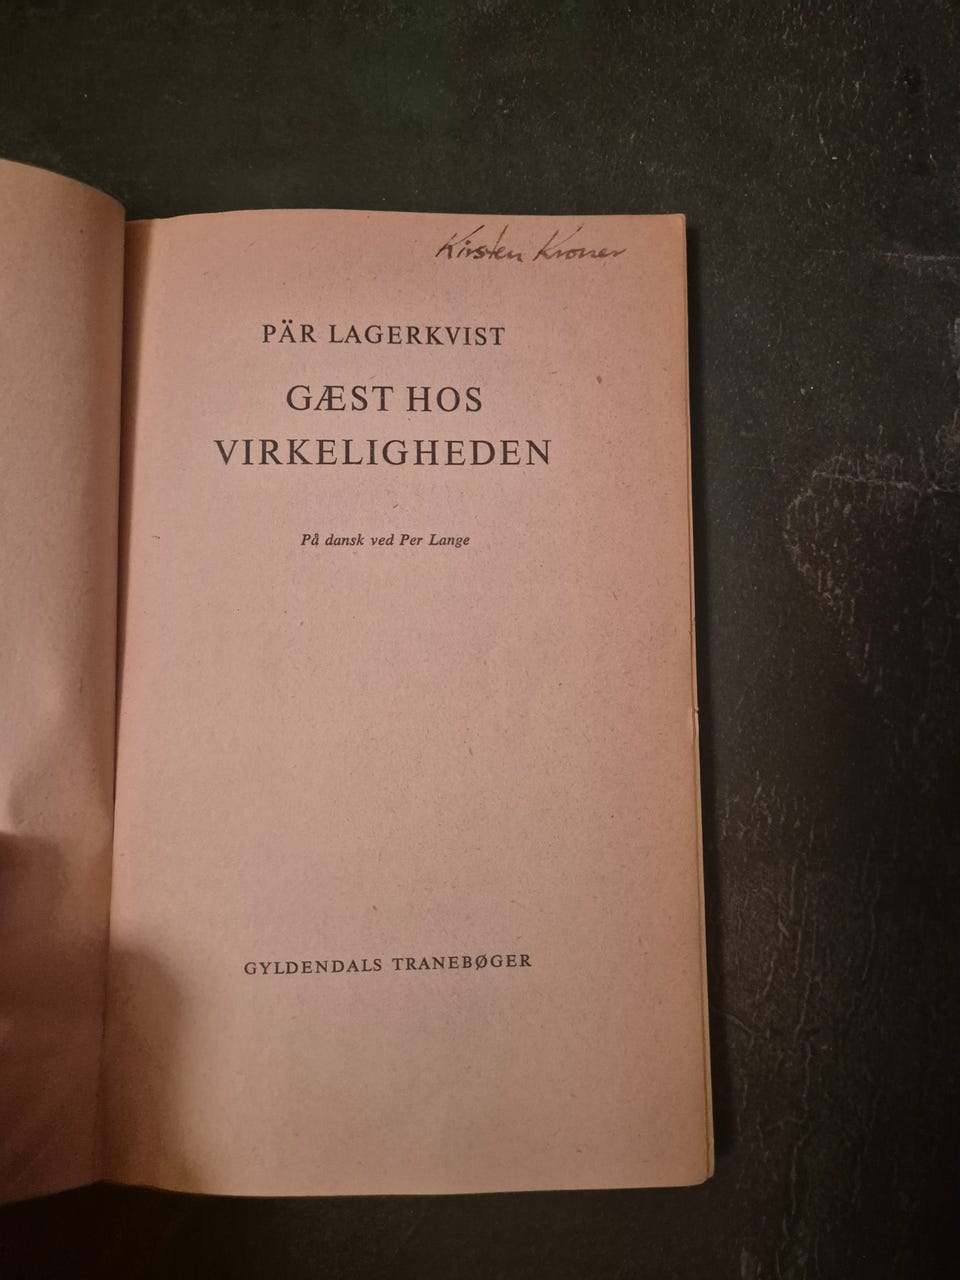 Kirsten Kroner
PÄR LAGERKVIST
GÆST HOS
VIRKELIGHEDEN
På dansk ved Per Lange
GYLDENDALS TRANEBØGER